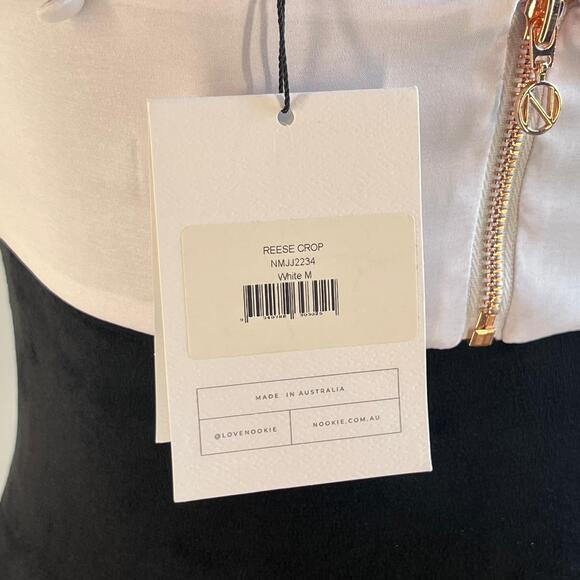 REESE CROP
NMJJ2234
White M
MADE IN AUSTRALIA
@LOVENOOKIE
NOOKIE.COM.AU